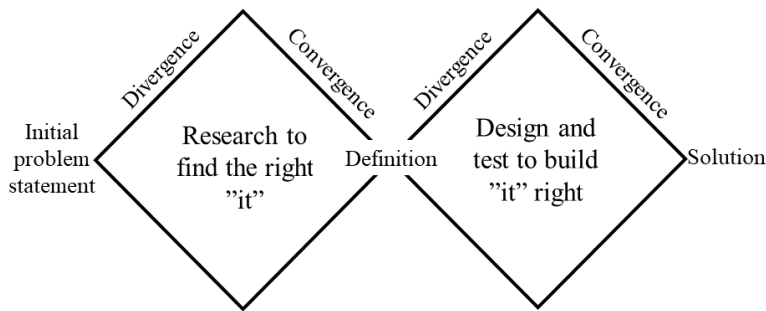 Divergence
Convergence
Divergence
Convergence
Initial
problem
statement
Research to
find the right
”it”
Definition
Design and
test to build
”it” right
Solution